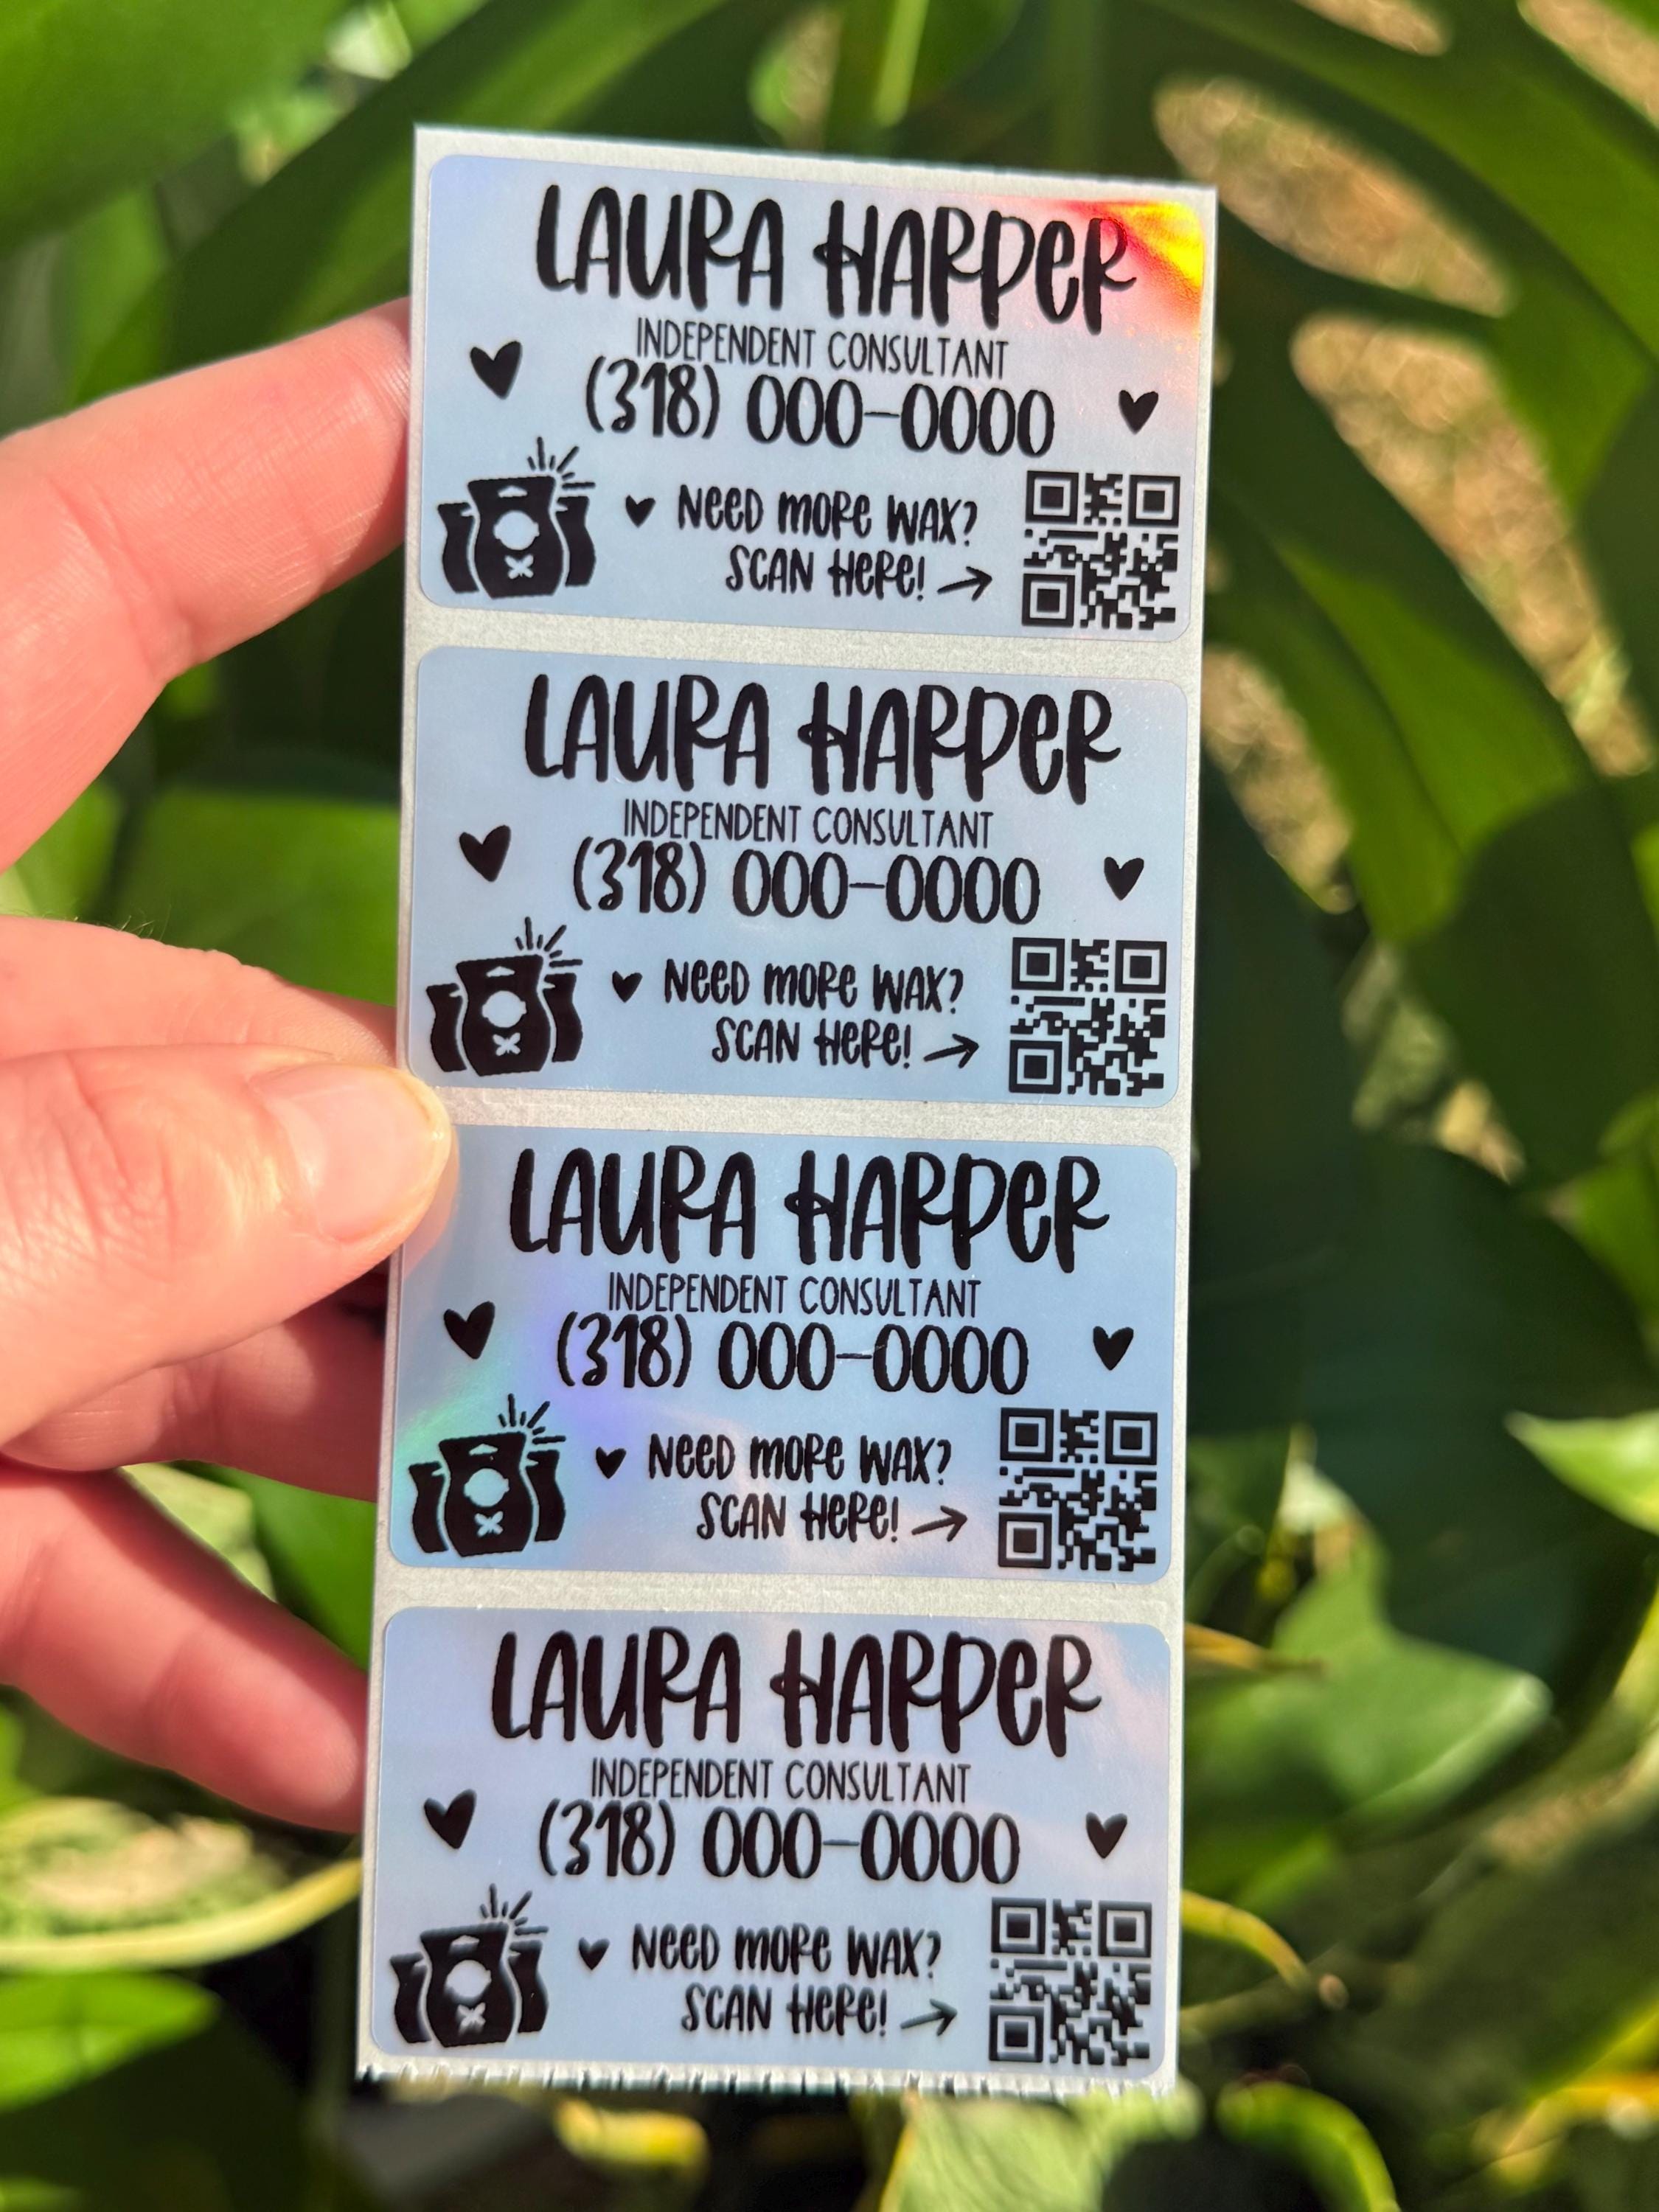 LAURA HARPER
INDEPENDENT CONSULTANT
(318) 000-0000
NEED MORE WAX?
SCAN HERE!
LAURA HARPER
INDEPENDENT CONSULTANT
(318) 000-0000
NEED MORE WAX?
SCAN HERE!
LAURA HARPER
INDEPENDENT CONSULTANT
(318) 000-0000
NEED MORE WAX?
SCAN HERE!
LAURA HARPER
INDEPENDENT CONSULTANT
(318) 000-0000
NEED MORE WAX?
SCAN HERE!